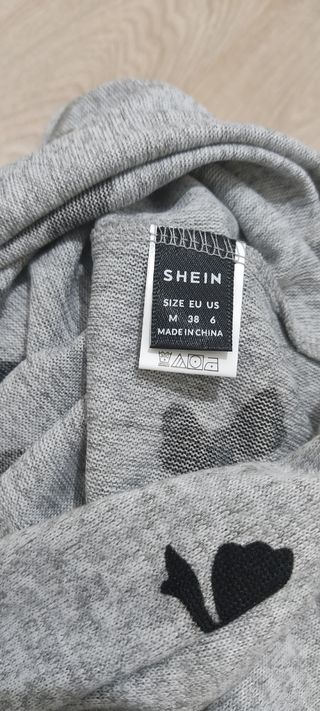 SHEIN
SIZE EU US
M 38 6
MADE IN CHINA